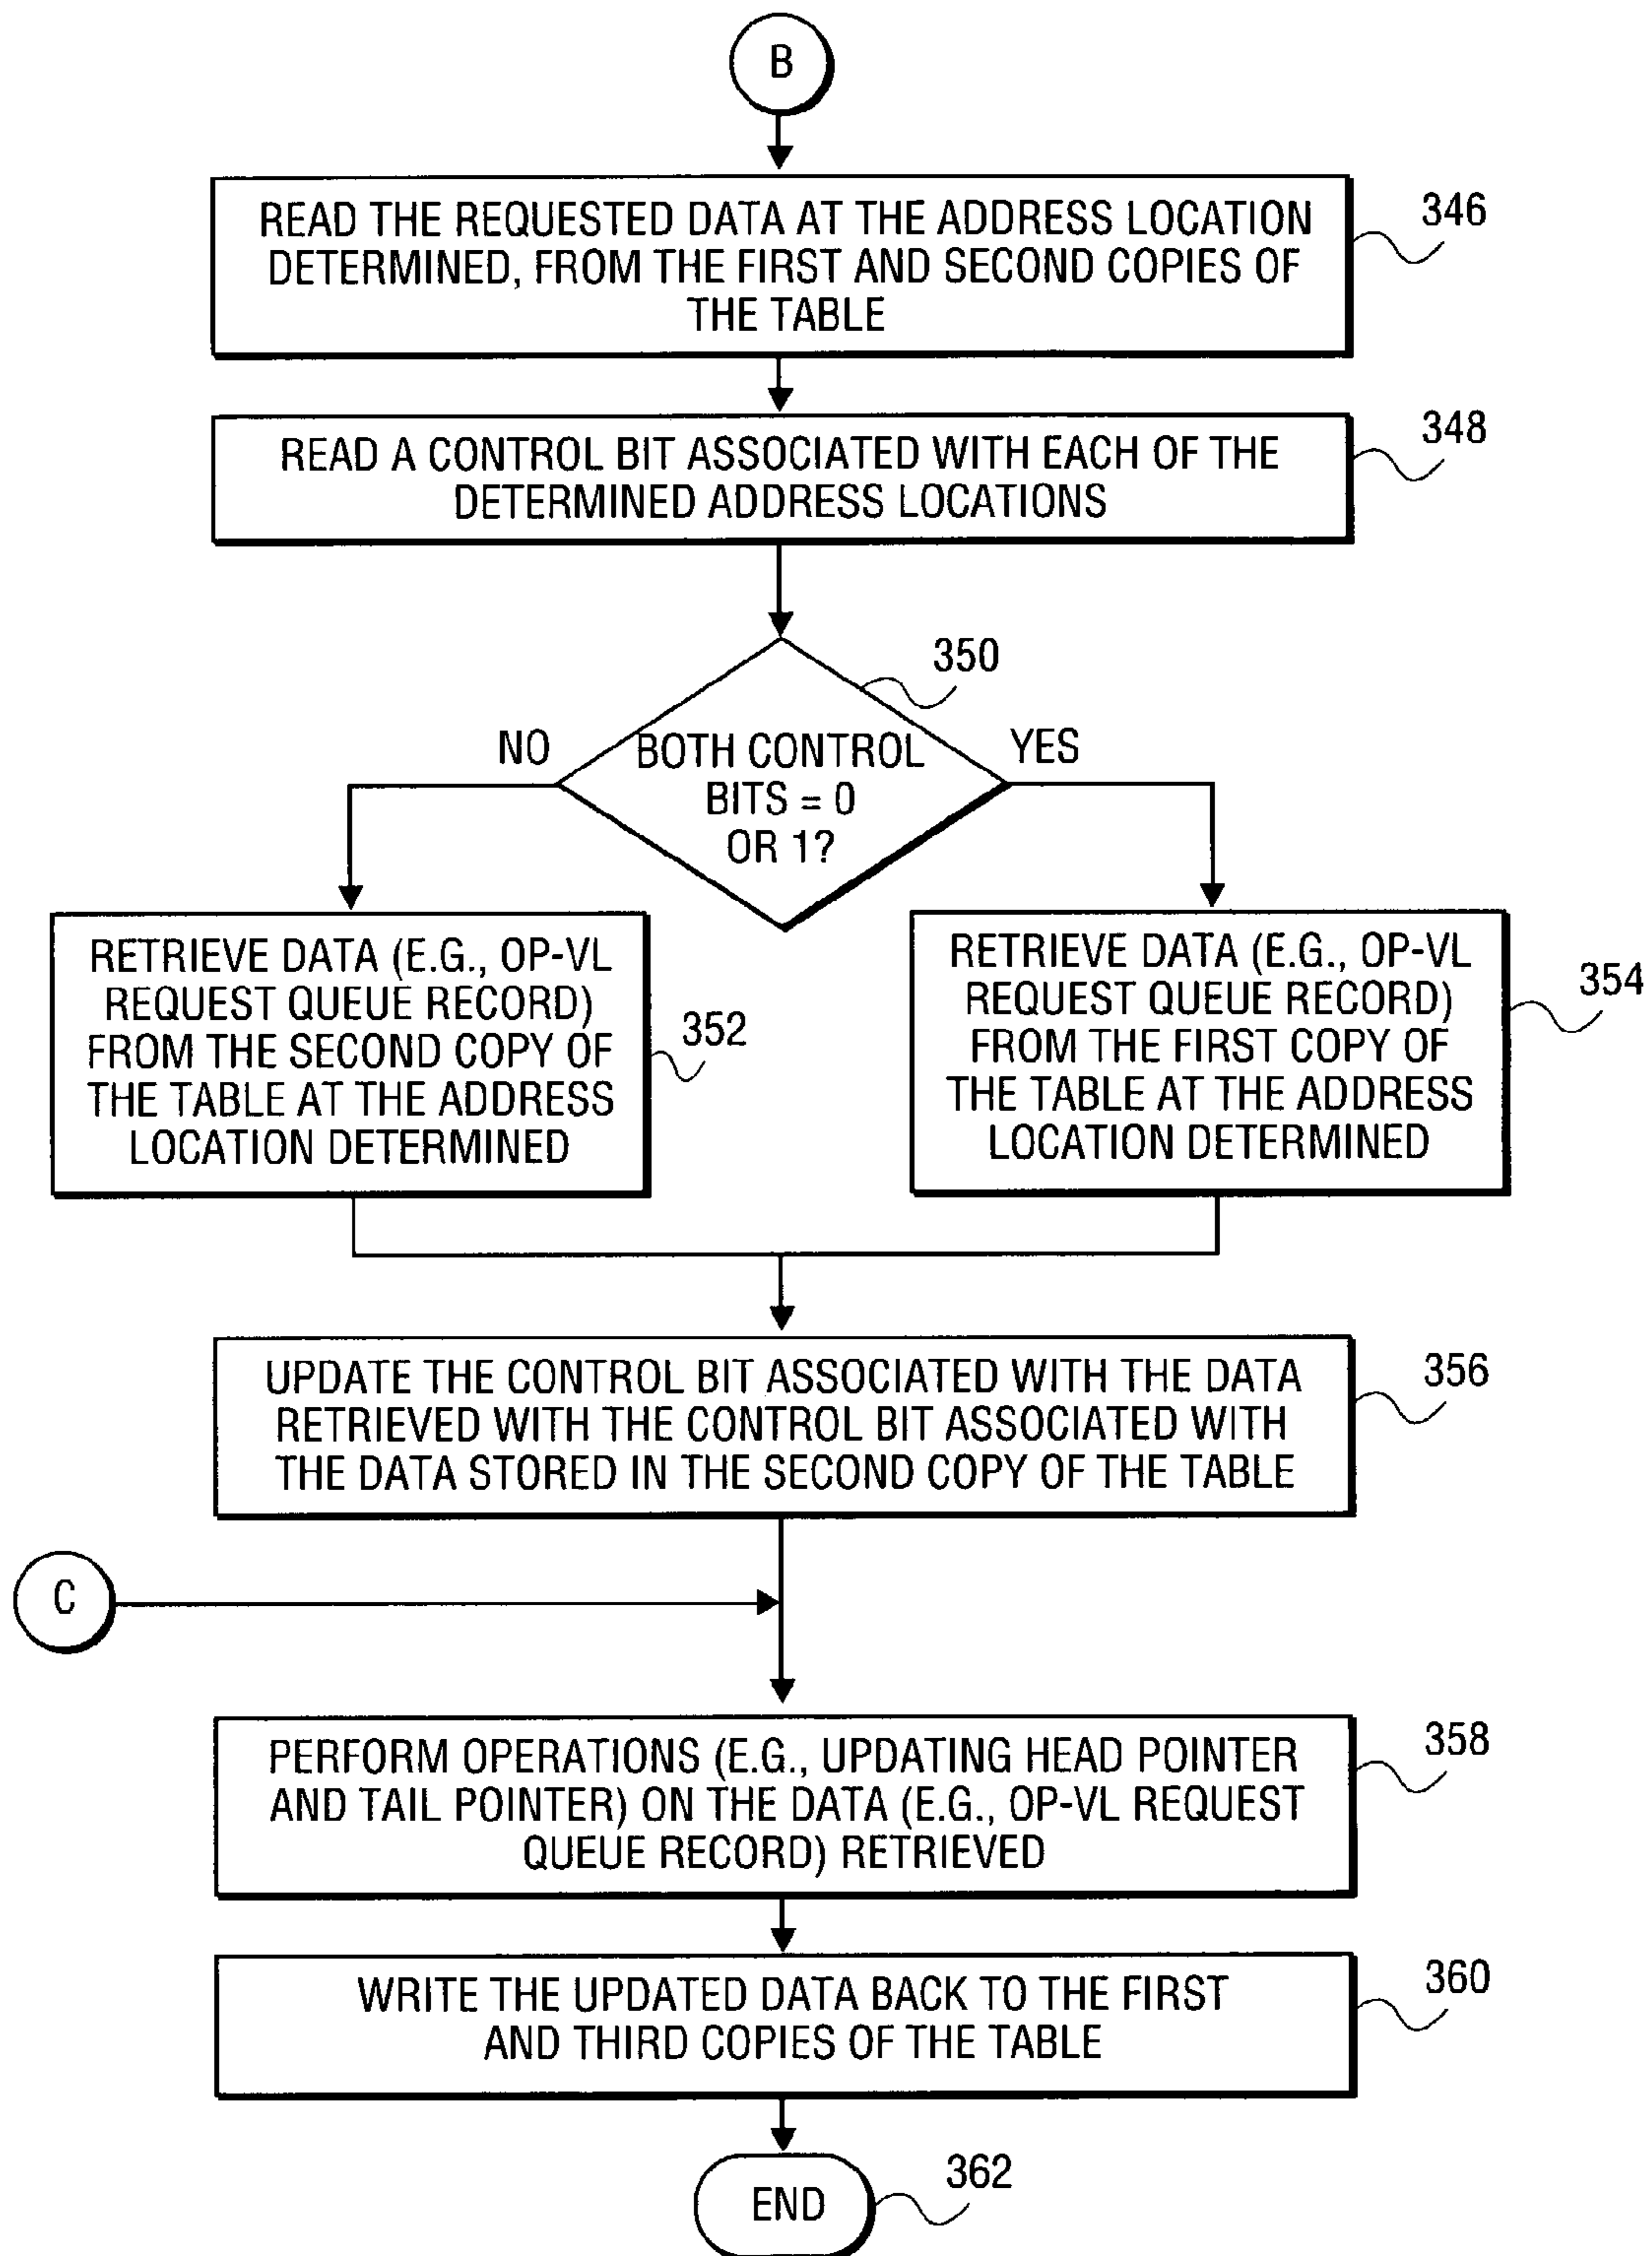 B
READ THE REQUESTED DATA AT THE ADDRESS LOCATION
DETERMINED, FROM THE FIRST AND SECOND COPIES OF
THE TABLE
346
READ A CONTROL BIT ASSOCIATED WITH EACH OF THE
DETERMINED ADDRESS LOCATIONS
348
350
NO
BOTH CONTROL
BITS = 0
OR 1?
YES
RETRIEVE DATA (E.G., OP-VL
REQUEST QUEUE RECORD)
FROM THE SECOND COPY OF
THE TABLE AT THE ADDRESS
LOCATION DETERMINED
352
RETRIEVE DATA (E.G., OP-VL
REQUEST QUEUE RECORD)
FROM THE FIRST COPY OF
THE TABLE AT THE ADDRESS
LOCATION DETERMINED
354
UPDATE THE CONTROL BIT ASSOCIATED WITH THE DATA
RETRIEVED WITH THE CONTROL BIT ASSOCIATED WITH
THE DATA STORED IN THE SECOND COPY OF THE TABLE
356
C
PERFORM OPERATIONS (E.G., UPDATING HEAD POINTER
AND TAIL POINTER) ON THE DATA (E.G., OP-VL REQUEST
QUEUE RECORD) RETRIEVED
358
WRITE THE UPDATED DATA BACK TO THE FIRST
AND THIRD COPIES OF THE TABLE
360
END
362